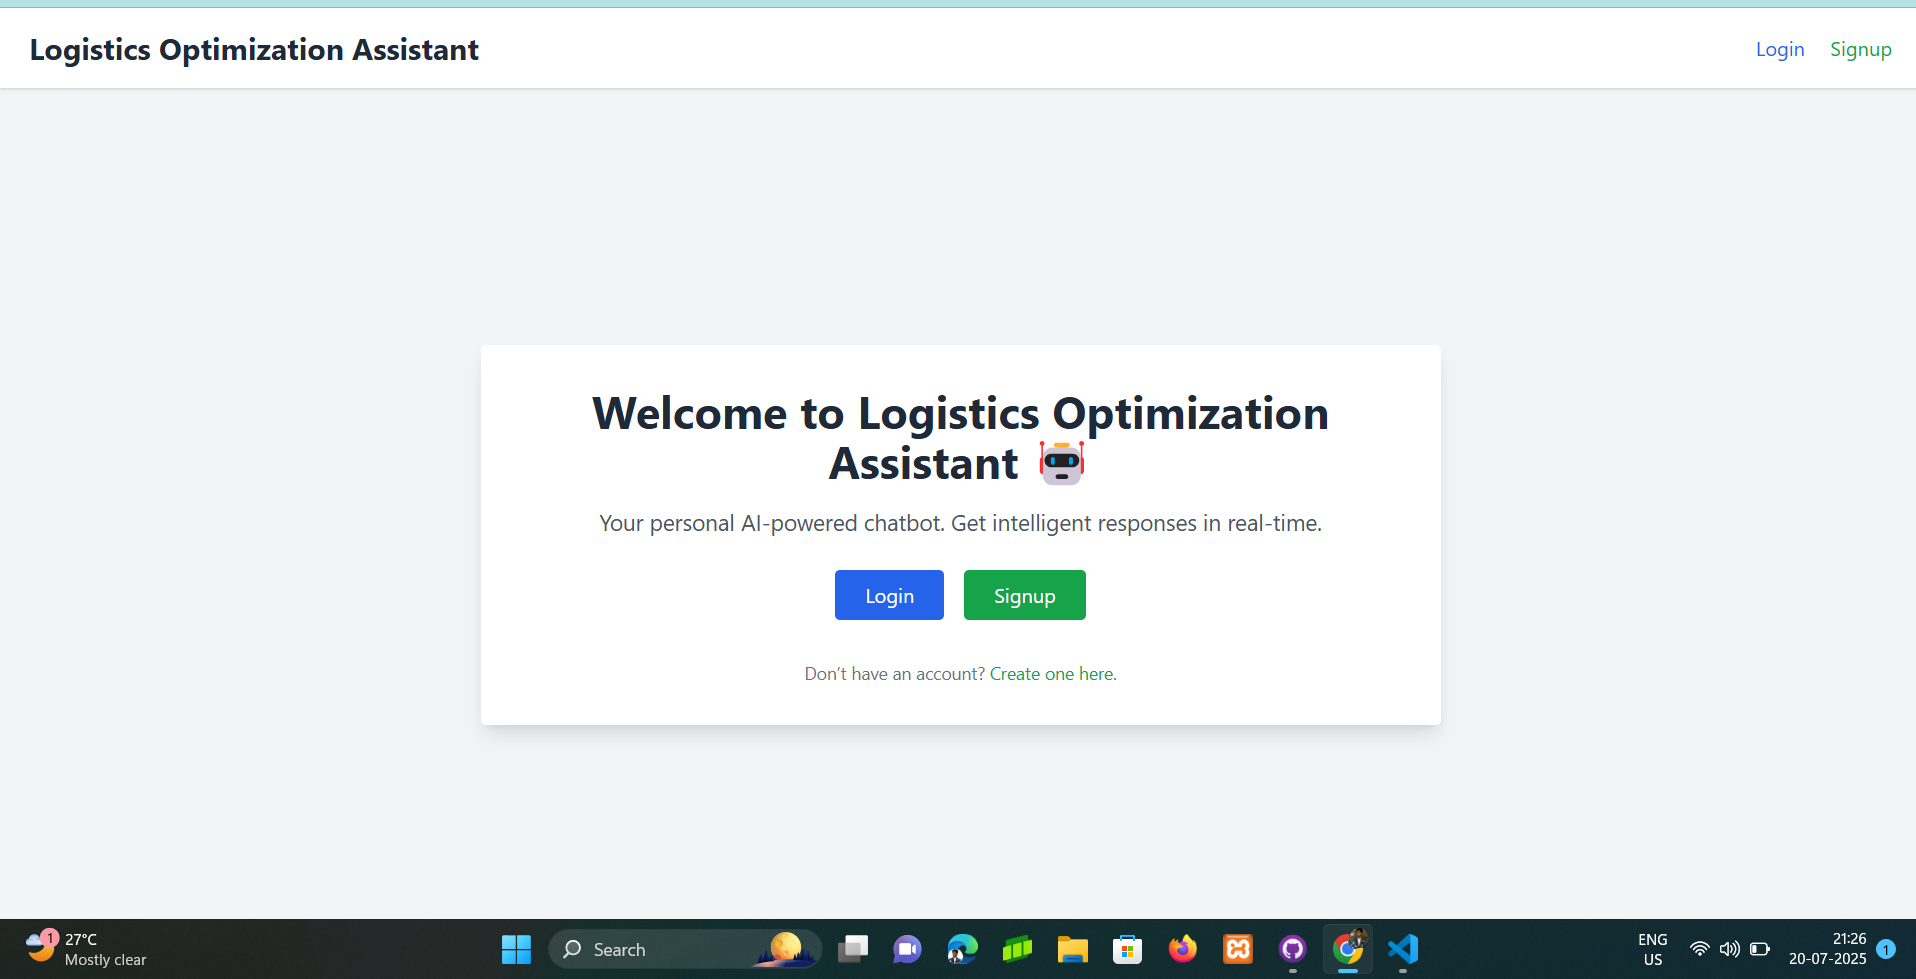 Logistics Optimization Assistant
Login
Signup
Welcome to Logistics Optimization
Assistant
Your personal AI-powered chatbot. Get intelligent responses in real-time.
Login
Signup
Don’t have an account? Create one here.
1
27°C
Mostly clear
Search
ENG
US
21:26
20-07-2025
1